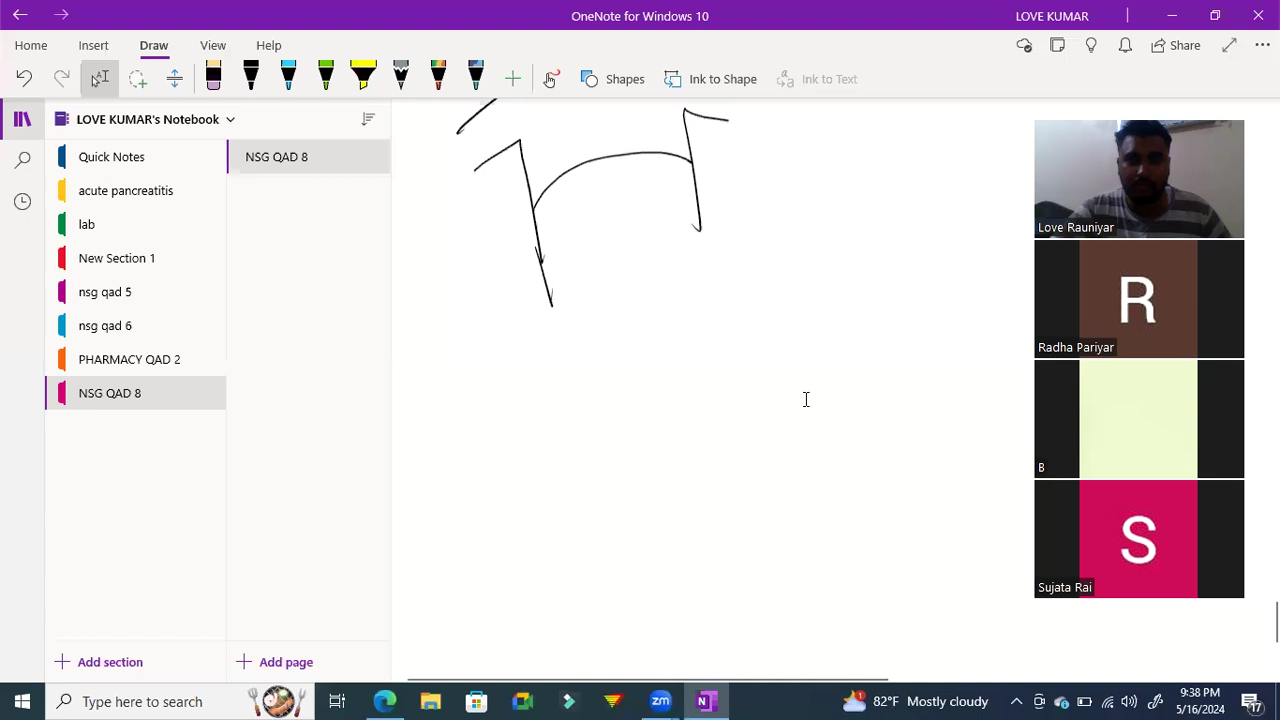 OneNote for Windows 10
LOVE KUMAR
Home
Insert
Draw
View
Help
Share
Shapes
Ink to Shape
Ink to Text
LOVE KUMAR's Notebook
Quick Notes
NSG QAD 8
acute pancreatitis
lab
New Section 1
nsg qad 5
nsg qad 6
PHARMACY QAD 2
NSG QAD 8
Love Rauniyar
R
Radha Pariyar
B
S
Sujata Rai
Add section
Add page
Type here to search
zm
N
1
82°F Mostly cloudy
9:38 PM
5/16/2024
17